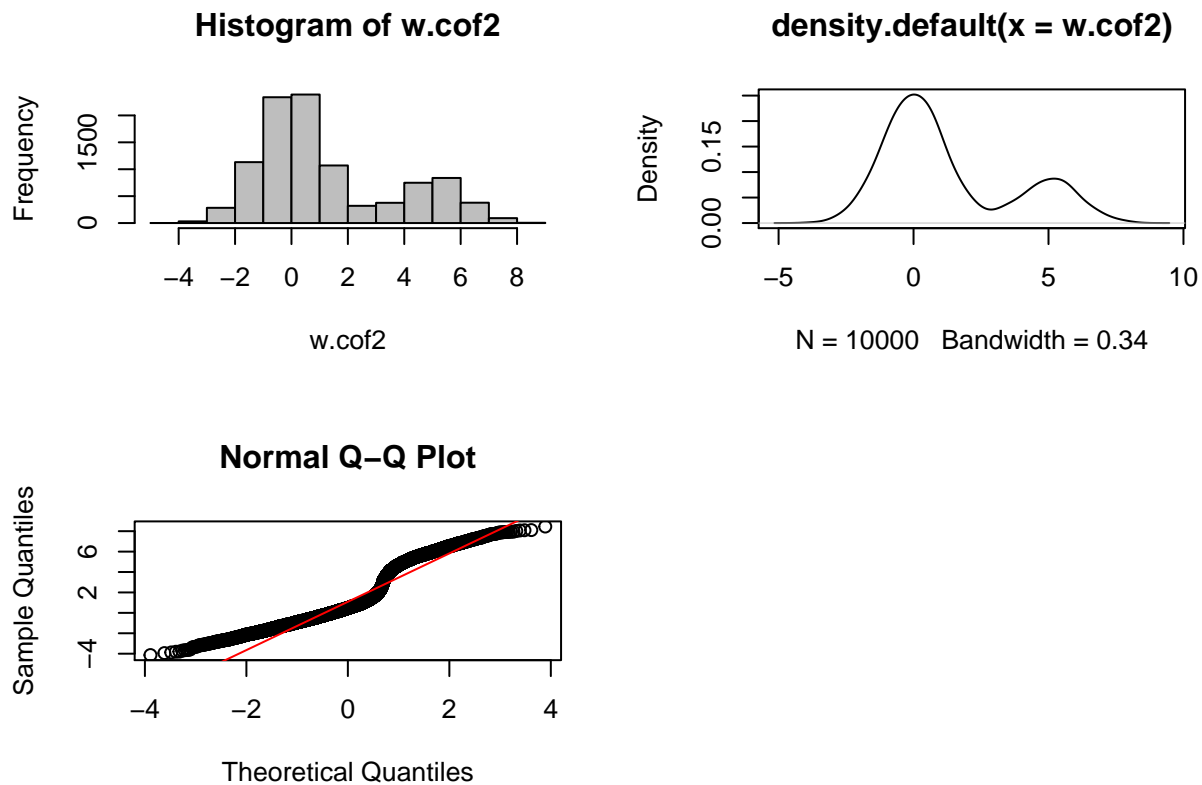 Histogram of w.cof2
Frequency
1500
0
−4 −2 0 2 4 6 8
w.cof2
density.default(x = w.cof2)
Density
0.15
0.00
−5 0 5 10
N = 10000 Bandwidth = 0.34
Normal Q−Q Plot
Sample Quantiles
6
2
−4
−4 −2 0 2 4
Theoretical Quantiles